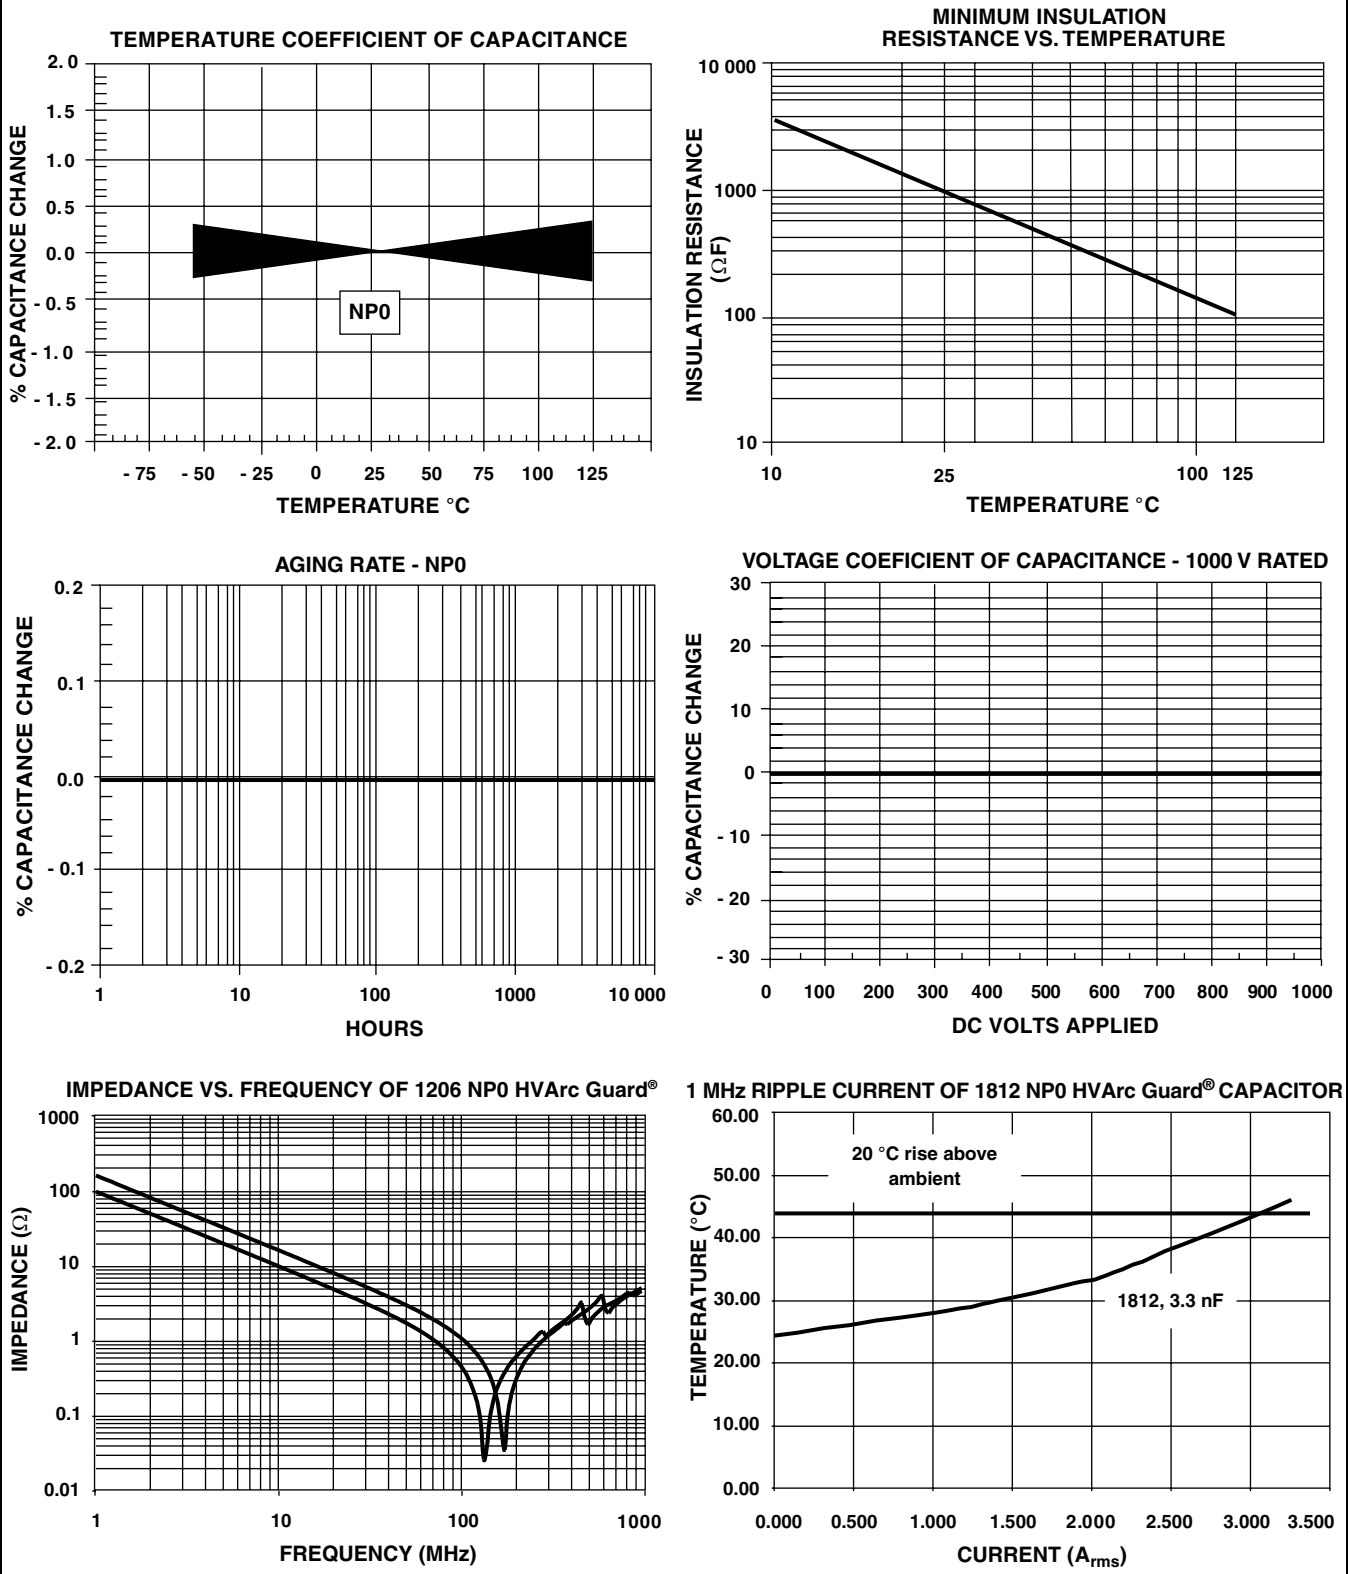 TEMPERATURE COEFFICIENT OF CAPACITANCE
% CAPACITANCE CHANGE
2.0
1.5
1.0
0.5
0.0
- 0.5
- 1.0
- 1.5
- 2.0
NP0
- 75 - 50 - 25 0 25 50 75 100 125
TEMPERATURE °C
MINIMUM INSULATION
RESISTANCE VS. TEMPERATURE
INSULATION RESISTANCE
(ΩF)
10 000
1000
100
10
10 25 100 125
TEMPERATURE °C
AGING RATE - NP0
% CAPACITANCE CHANGE
0.2
0.1
0.0
- 0.1
- 0.2
1 10 100 1000 10 000
HOURS
VOLTAGE COEFICIENT OF CAPACITANCE - 1000 V RATED
% CAPACITANCE CHANGE
30
20
10
0
- 10
- 20
- 30
0 100 200 300 400 500 600 700 800 900 1000
DC VOLTS APPLIED
IMPEDANCE VS. FREQUENCY OF 1206 NP0 HVArc Guard®
IMPEDANCE (Ω)
1000
100
10
1
0.1
0.01
1 10 100 1000
FREQUENCY (MHz)
1 MHz RIPPLE CURRENT OF 1812 NP0 HVArc Guard® CAPACITOR
TEMPERATURE (°C)
60.00
50.00
40.00
30.00
20.00
10.00
0.00
20 °C rise above
ambient
1812, 3.3 nF
0.000 0.500 1.000 1.500 2.000 2.500 3.000 3.500
CURRENT (Arms)